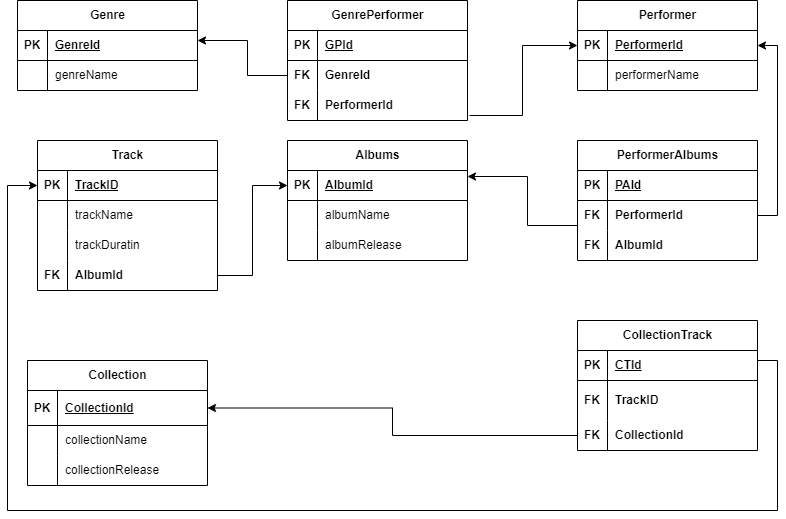 Genre
PK GenreId
genreName
GenrePerformer
PK GPId
FK GenreId
FK PerformerId
Performer
PK PerformerId
performerName
Track
PK TrackID
trackName
trackDuratin
FK AlbumId
Albums
PK AlbumId
albumName
albumRelease
PerformerAlbums
PK PAId
FK PerformerId
FK AlbumId
Collection
PK CollectionId
collectionName
collectionRelease
CollectionTrack
PK CTId
FK TrackID
FK CollectionId